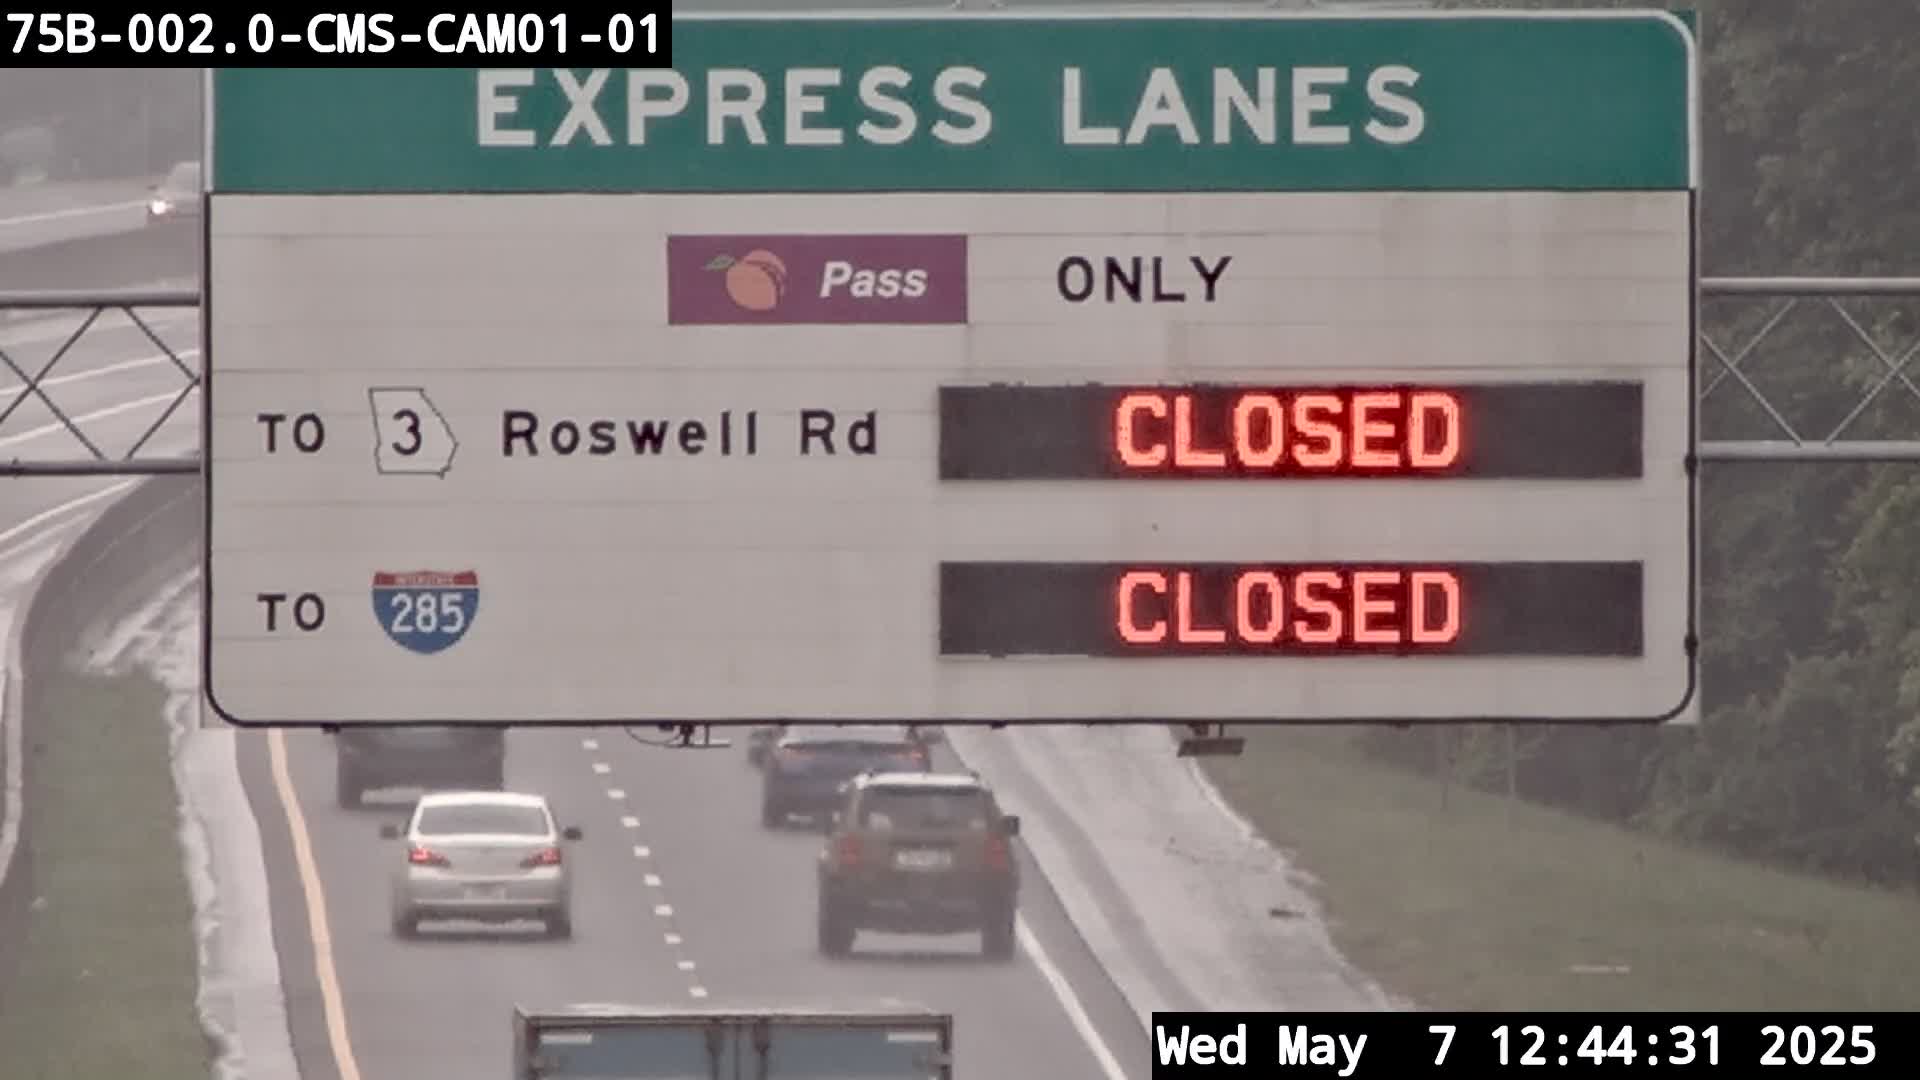 75B-002.0-CMS-CAM01-01
EXPRESS LANES
Pass ONLY
TO 3 Roswell Rd CLOSED
INTERSTATE
TO 285 CLOSED
Wed May 7 12:44:31 2025